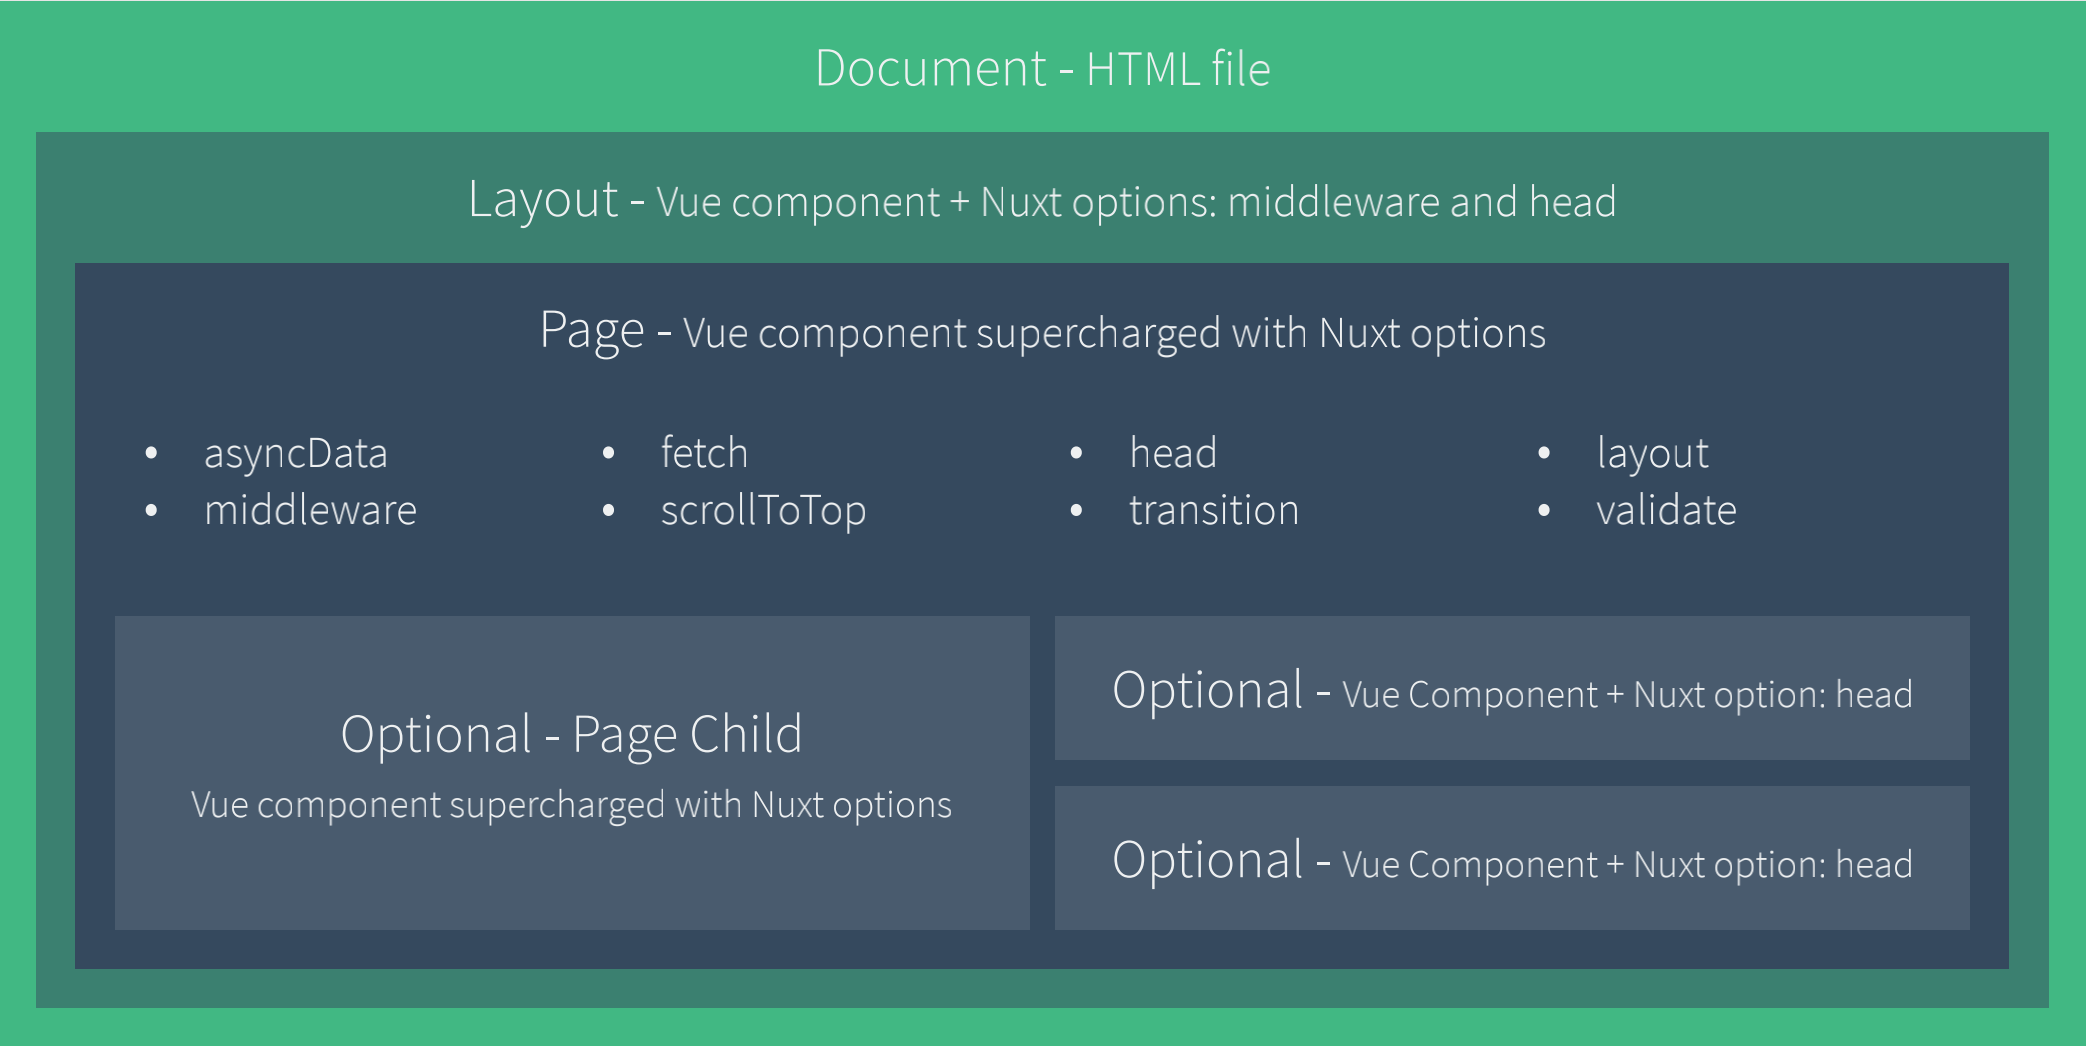 Document - HTML file
Layout - Vue component + Nuxt options: middleware and head
Page - Vue component supercharged with Nuxt options
• asyncData • fetch • head • layout
• middleware • scrollToTop • transition • validate
Optional - Page Child
Vue component supercharged with Nuxt options
Optional - Vue Component + Nuxt option: head
Optional - Vue Component + Nuxt option: head